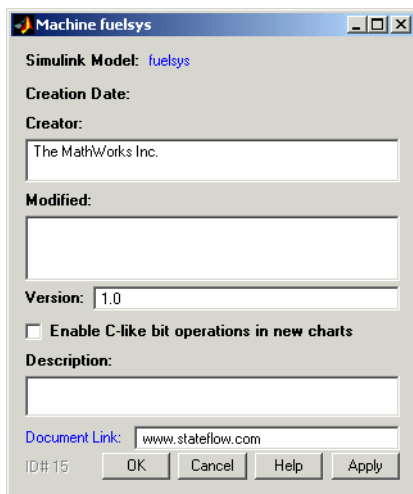 Machine fuelsys
Simulink Model: fuelsys
Creation Date:
Creator:
The MathWorks Inc.
Modified:
Version: 1.0
Enable C-like bit operations in new charts
Description:
Document Link: www.stateflow.com
ID# 15 OK Cancel Help Apply